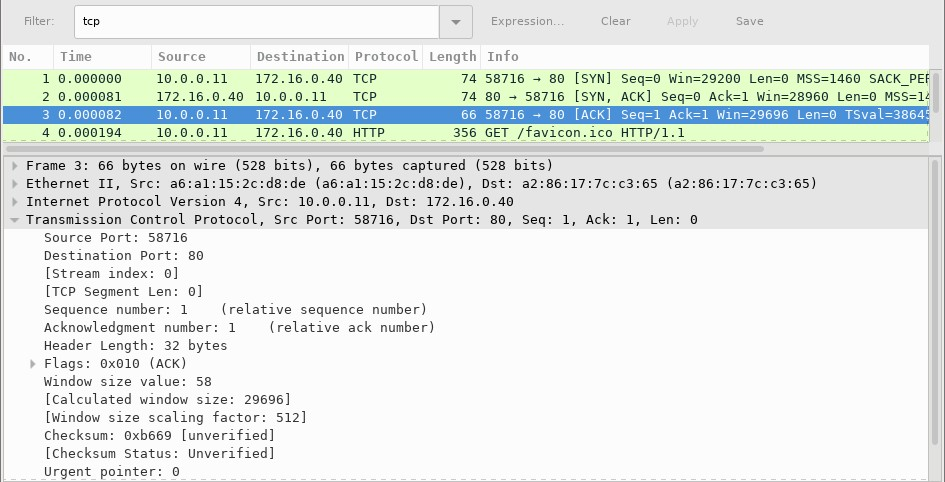 Filter: tcp Expression... Clear Apply Save
No. Time Source Destination Protocol Length Info
1 0.000000 10.0.0.11 172.16.0.40 TCP 74 58716 → 80 [SYN] Seq=0 Win=29200 Len=0 MSS=1460 SACK_PER
2 0.000081 172.16.0.40 10.0.0.11 TCP 74 80 → 58716 [SYN, ACK] Seq=0 Ack=1 Win=28960 Len=0 MSS=14
3 0.000082 10.0.0.11 172.16.0.40 TCP 66 58716 → 80 [ACK] Seq=1 Ack=1 Win=29696 Len=0 TSval=38645
4 0.000194 10.0.0.11 172.16.0.40 HTTP 356 GET /favicon.ico HTTP/1.1
Frame 3: 66 bytes on wire (528 bits), 66 bytes captured (528 bits)
Ethernet II, Src: a6:a1:15:2c:d8:de (a6:a1:15:2c:d8:de), Dst: a2:86:17:7c:c3:65 (a2:86:17:7c:c3:65)
Internet Protocol Version 4, Src: 10.0.0.11, Dst: 172.16.0.40
Transmission Control Protocol, Src Port: 58716, Dst Port: 80, Seq: 1, Ack: 1, Len: 0
Source Port: 58716
Destination Port: 80
[Stream index: 0]
[TCP Segment Len: 0]
Sequence number: 1 (relative sequence number)
Acknowledgment number: 1 (relative ack number)
Header Length: 32 bytes
Flags: 0x010 (ACK)
Window size value: 58
[Calculated window size: 29696]
[Window size scaling factor: 512]
Checksum: 0xb669 [unverified]
[Checksum Status: Unverified]
Urgent pointer: 0